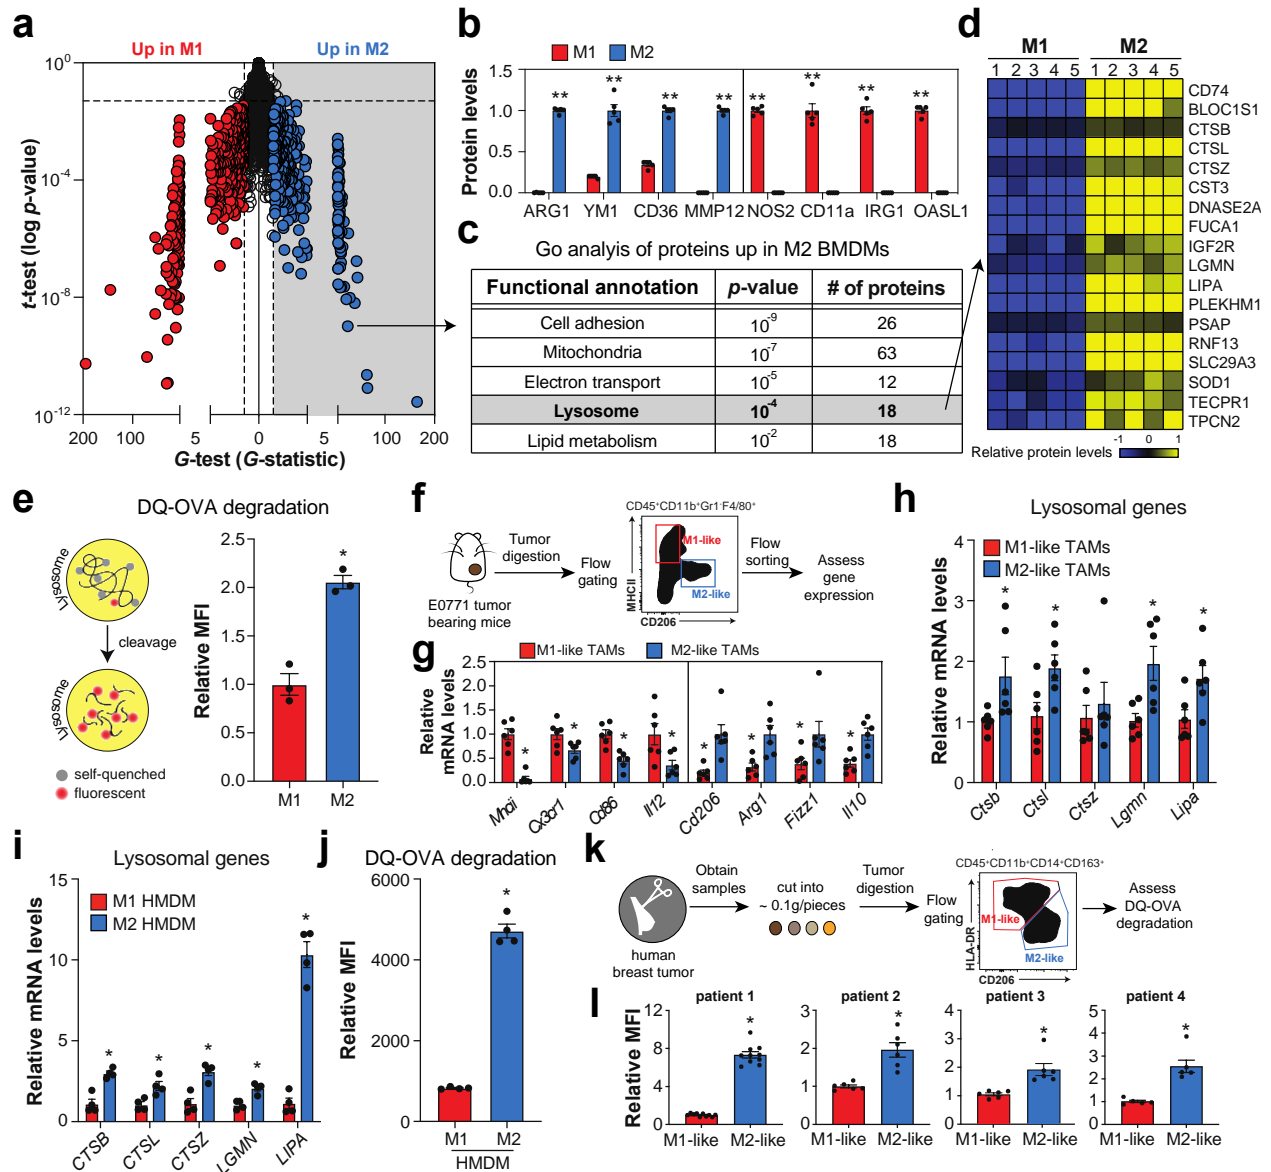 a
Up in M1
Up in M2
t-test (log p-value)
10^0
10^-4
10^-8
10^-12
200
100
5
0
5
100
200
G-test (G-statistic)
b
M1
M2
Protein levels
1.5
1.0
0.5
0.0
**
**
**
**
**
**
**
**
ARG1
YM1
CD36
MMP12
NOS2
CD11a
IRG1
OASL1
c
Go analyis of proteins up in M2 BMDMs
Functional annotation p-value # of proteins
Cell adhesion 10^-9 26
Mitochondria 10^-7 63
Electron transport 10^-5 12
Lysosome 10^-4 18
Lipid metabolism 10^-2 18
d
M1 M2
1 2 3 4 5 1 2 3 4 5
CD74
BLOC1S1
CTSB
CTSL
CTSZ
CST3
DNASE2A
FUCA1
IGF2R
LGMN
LIPA
PLEKHM1
PSAP
RNF13
SLC29A3
SOD1
TECPR1
TPCN2
Relative protein levels
-1 0 1
e
DQ-OVA degradation
Lysosome
cleavage
Lysosome
self-quenched
fluorescent
Relative MFI
2.5
2.0
1.5
1.0
0.5
0.0
*
M1
M2
f
E0771 tumor
bearing mice
Tumor
digestion
Flow
gating
CD45+CD11b+Gr1-F4/80+
M1-like
M2-like
MHCII
CD206
Flow
sorting
Assess
gene
expression
g
M1-like TAMs
M2-like TAMs
Relative
mRNA levels
2.5
2.0
1.5
1.0
0.5
0.0
*
*
*
*
*
*
*
*
Mhcii
Cx3cr1
Cd86
Il12
Cd206
Arg1
Fizz1
Il10
h
Lysosomal genes
M1-like TAMs
M2-like TAMs
Relative mRNA levels
4
3
2
1
0
*
*
*
*
Ctsb
Ctsl
Ctsz
Lgmn
Lipa
i
Lysosomal genes
M1 HMDM
M2 HMDM
Relative mRNA levels
15
10
5
0
*
*
*
*
*
CTSB
CTSL
CTSZ
LGMN
LIPA
j
DQ-OVA degradation
Relative MFI
6000
4000
2000
0
*
M1
M2
HMDM
k
human
breast tumor
Obtain
samples
cut into
~ 0.1g/pieces
Tumor
digestion
Flow
gating
CD45+CD11b+CD14+CD163+
M1-like
M2-like
HLA-DR
CD206
Assess
DQ-OVA
degradation
l
Relative MFI
patient 1
12
8
4
0
*
M1-like M2-like
patient 2
3
2
1
0
*
M1-like M2-like
patient 3
4
3
2
1
0
*
M1-like M2-like
patient 4
5
4
3
2
1
0
*
M1-like M2-like